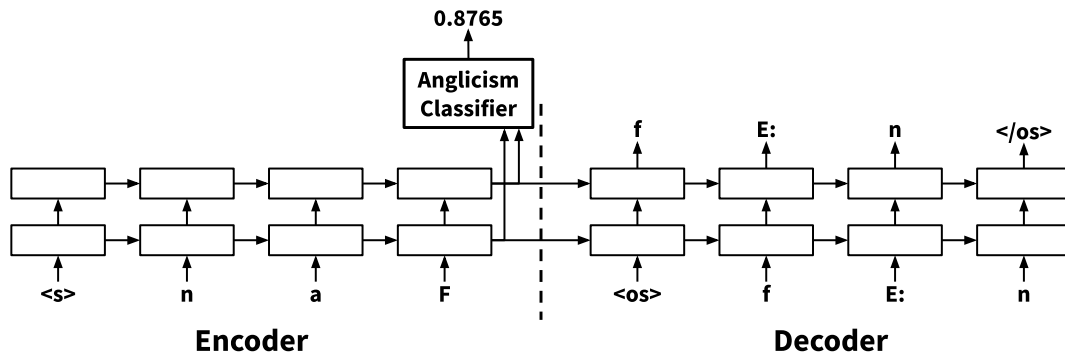 0.8765
Anglicism
Classifier
f E: n </os>
<s> n a F <os> f E: n
Encoder Decoder